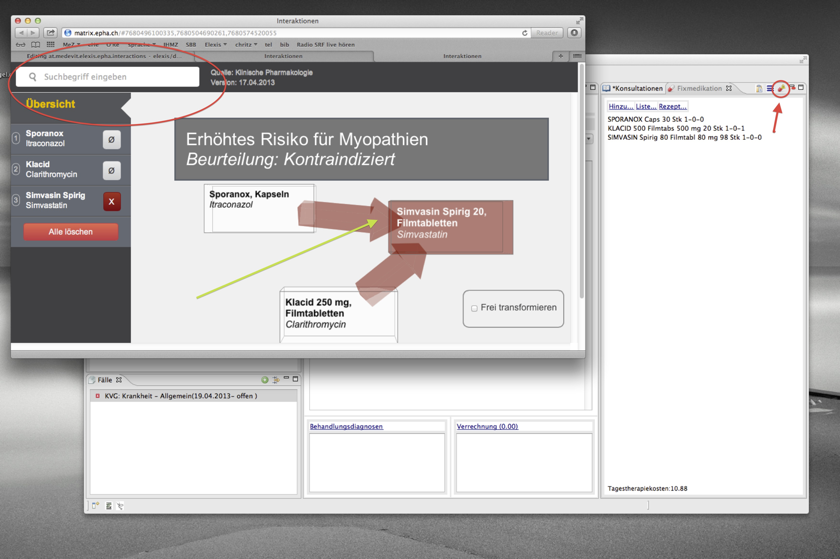 Interaktionen
matrix.epha.ch/#7680496100335,7680504690261,7680574520055
Reader
SBB
Elexis
chritz
tel
bib
Radio SRF live hören
Editing at.medevit.elexis.epha.interactions – elexis/d...
Interaktionen
Interaktionen
Suchbegriff eingeben
Quelle: Klinische Pharmakologie
Version: 17.04.2013
Übersicht
1
Sporanox
Itraconazol
Ø
2
Klacid
Clarithromycin
Ø
3
Simvasin Spirig
Simvastatin
X
Alle löschen
Erhöhtes Risiko für Myopathien
Beurteilung: Kontraindiziert
Sporanox, Kapseln
Itraconazol
Simvasin Spirig 20,
Filmtabletten
Simvastatin
Klacid 250 mg,
Filmtabletten
Clarithromycin
Frei transformieren
*Konsultationen
Fixmedikation
Hinzu...
Liste...
Rezept...
SPORANOX Caps 30 Stk 1-0-0
KLACID 500 Filmtabs 500 mg 20 Stk 1-0-1
SIMVASIN Spirig 80 Filmtabl 80 mg 98 Stk 1-0-0
Fälle
KVG: Krankheit - Allgemein(19.04.2013- offen )
Behandlungsdiagnosen
Verrechnung (0.00)
Tagestherapiekosten:10.88